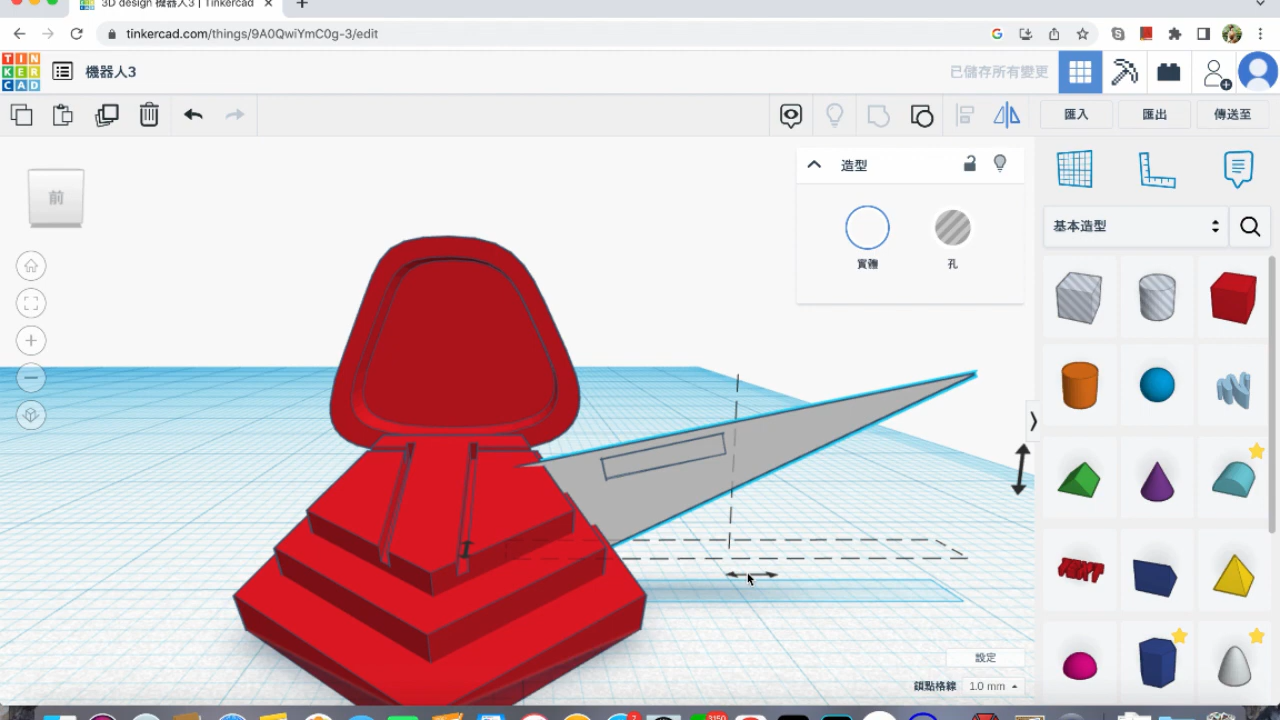 3D design 機器人3 | Tinkercad
tinkercad.com/things/9A0QwiYmC0g-3/edit
TIN
KER
CAD
機器人3
已儲存所有變更
匯入
匯出
傳送至
前
造型
實體
孔
基本造型
TEXT
設定
鎖點格線 1.0 mm
7
3150